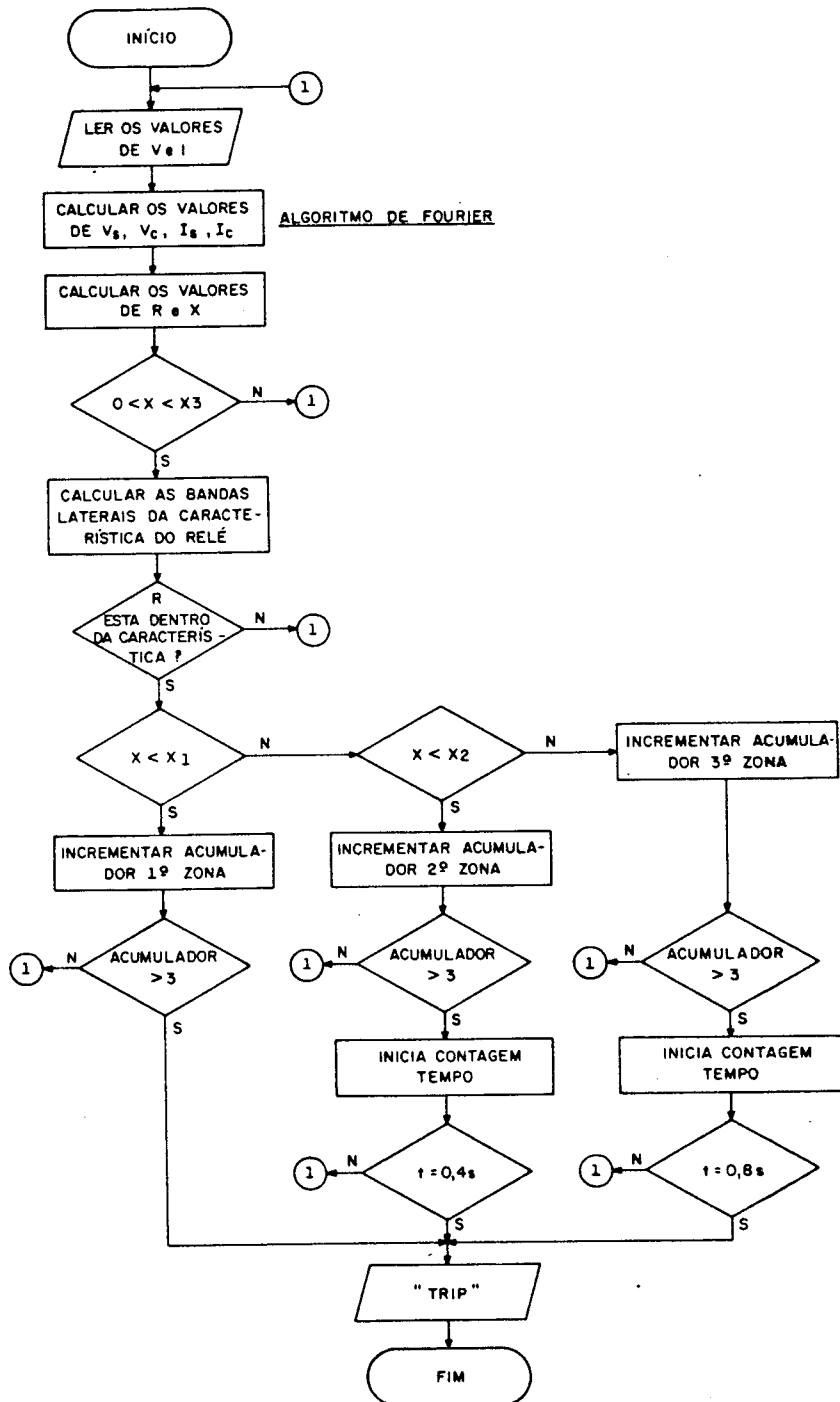 INÍCIO
1
LER OS VALORES
DE V e I
CALCULAR OS VALORES
DE Vs, Vc, Is, Ic
ALGORITMO DE FOURIER
CALCULAR OS VALORES
DE R e X
0 < X < X3
N
1
S
CALCULAR AS BANDAS
LATERAIS DA CARACTE-
RÍSTICA DO RELÉ
R
ESTA DENTRO
DA CARACTERÍS-
TICA ?
N
1
S
X < X1
N
S
X < X2
N
S
INCREMENTAR ACUMULA-
DOR 3º ZONA
INCREMENTAR ACUMULA-
DOR 1º ZONA
INCREMENTAR ACUMULA-
DOR 2º ZONA
1
N
ACUMULADOR
> 3
S
1
N
ACUMULADOR
> 3
S
1
N
ACUMULADOR
> 3
S
INICIA CONTAGEM
TEMPO
INICIA CONTAGEM
TEMPO
1
N
t = 0,4s
S
1
N
t = 0,8s
S
"TRIP"
FIM